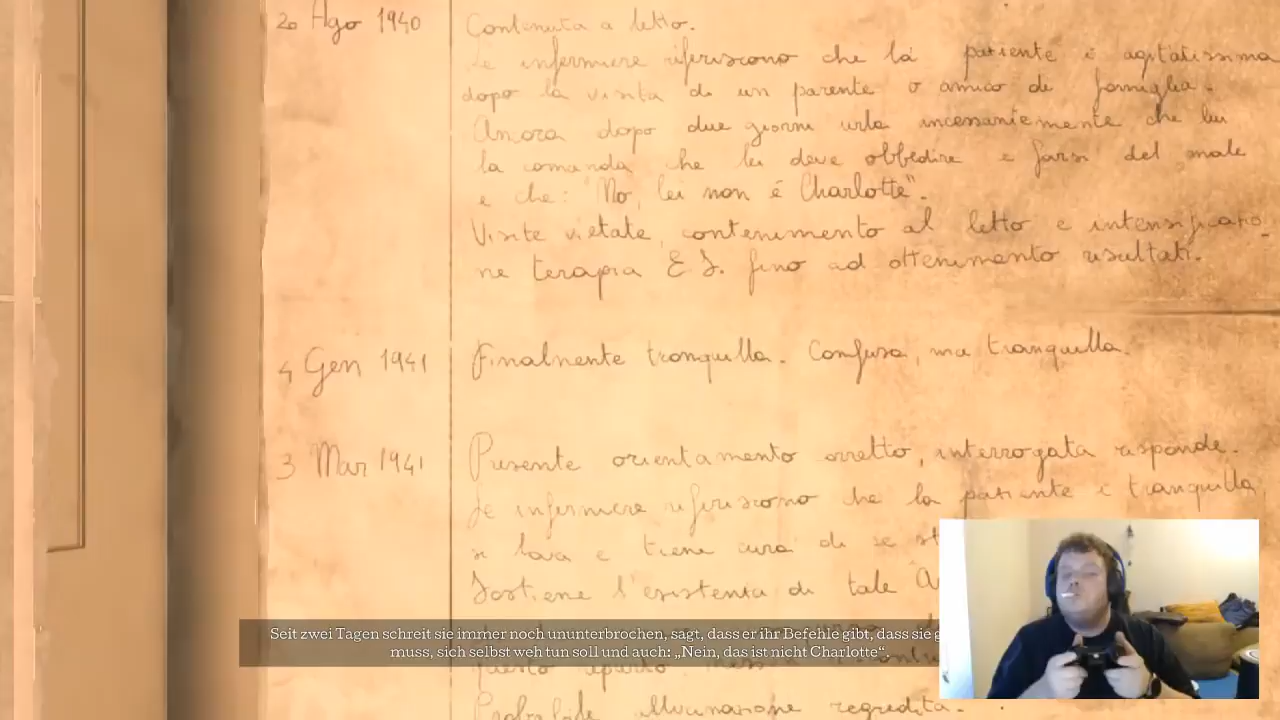 20 Ago 1940
Contenuta a letto.
Le infermiere riferiscono che la paziente è agitatissima
dopo la visita di un parente o amico di famiglia.
Ancora dopo due giorni urla incessantemente che lui
la comanda, che lei deve obbedire e farsi del male
e che: "No, lei non è Charlotte".
Visite vietate, contenimento al letto e intensificazio-
ne terapia E.S. fino ad ottenimento risultati.
4 Gen 1941
Finalmente tranquilla. Confusa, ma tranquilla.
3 Mar 1941
Presente orientamento corretto, interrogata risponde.
Le infermiere riferiscono che la paziente è tranquilla,
si lava e tiene cura di se
Sostiene l'esistenza di tale
questo aparto
Probabile allucinazione regredita.
Seit zwei Tagen schreit sie immer noch ununterbrochen, sagt, dass er ihr Befehle gibt, dass sie
muss, sich selbst weh tun soll und auch: „Nein, das ist nicht Charlotte“.